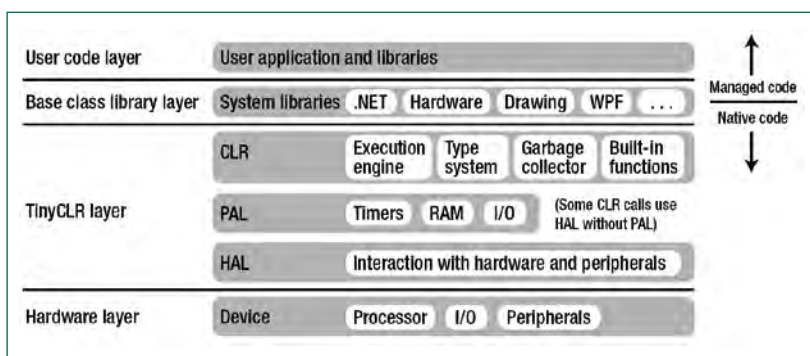 User code layer User application and libraries
Managed code
Base class library layer System libraries .NET Hardware Drawing WPF ...
Native code
CLR Execution engine Type system Garbage collector Built-in functions
TinyCLR layer PAL Timers RAM I/O (Some CLR calls use HAL without PAL)
HAL Interaction with hardware and peripherals
Hardware layer Device Processor I/O Peripherals